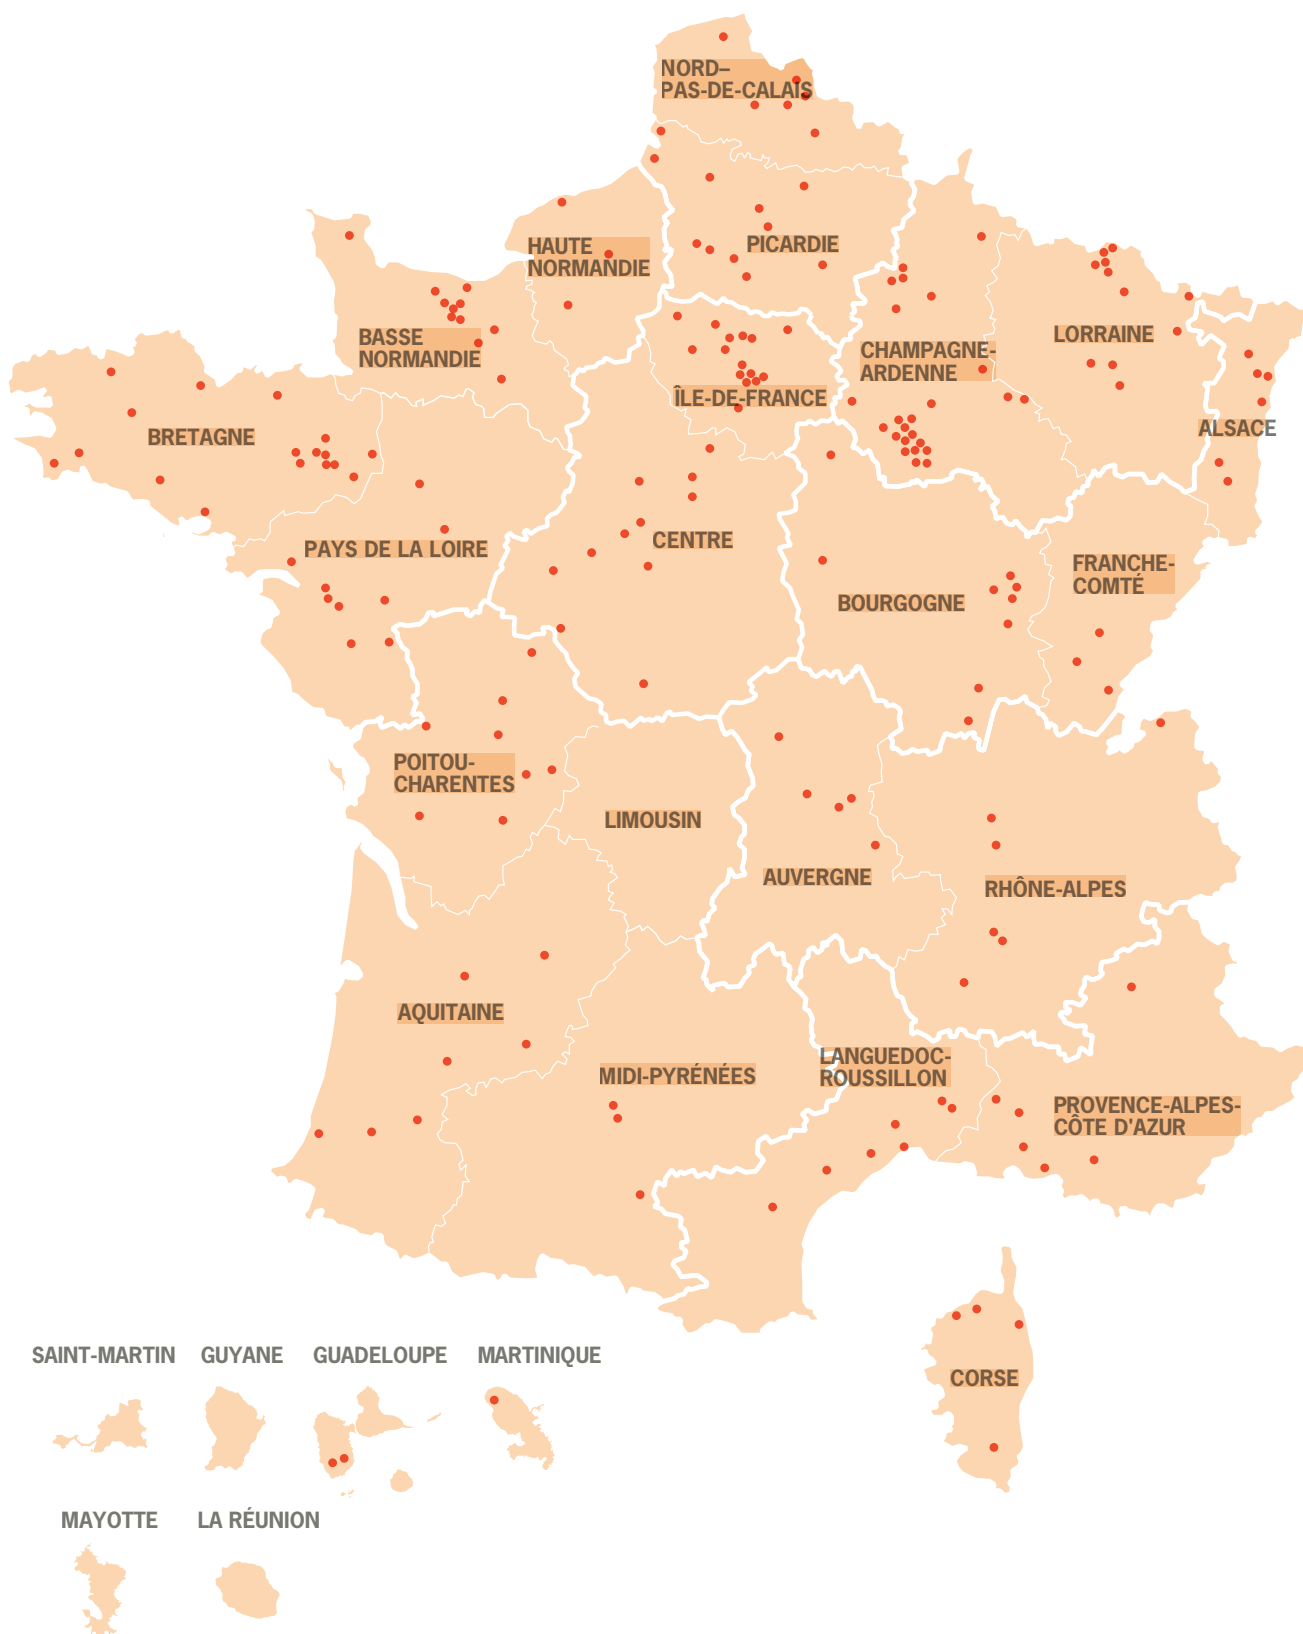 NORD–
PAS-DE-CALAIS
HAUTE
NORMANDIE
PICARDIE
BASSE
NORMANDIE
CHAMPAGNE-
ARDENNE
LORRAINE
ÎLE-DE-FRANCE
ALSACE
BRETAGNE
PAYS DE LA LOIRE
CENTRE
FRANCHE-
COMTÉ
BOURGOGNE
POITOU-
CHARENTES
LIMOUSIN
AUVERGNE
RHÔNE-ALPES
AQUITAINE
MIDI-PYRÉNÉES
LANGUEDOC-
ROUSSILLON
PROVENCE-ALPES-
CÔTE D'AZUR
CORSE
SAINT-MARTIN
GUYANE
GUADELOUPE
MARTINIQUE
MAYOTTE
LA RÉUNION